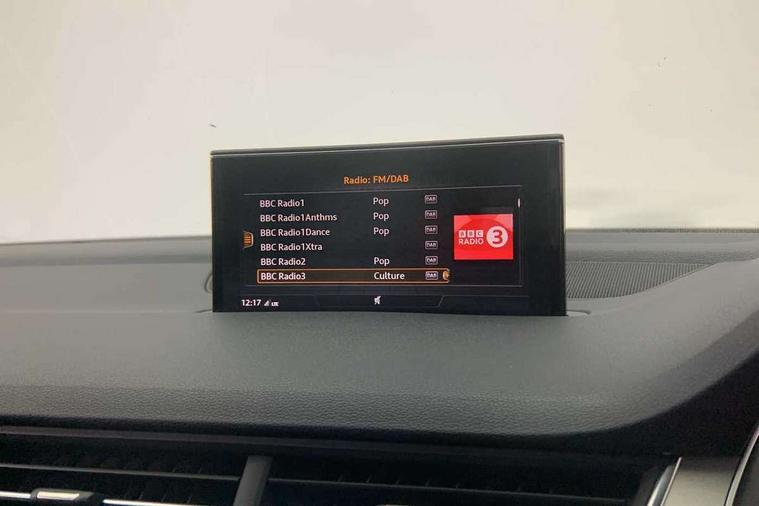 Radio: FM/DAB
BBC Radio1 Pop DAB
BBC Radio1Anthms Pop DAB
BBC Radio1Dance Pop DAB
BBC Radio1Xtra DAB
BBC Radio2 Pop DAB
BBC Radio3 Culture DAB
BBC
RADIO 3
12:17 LTE